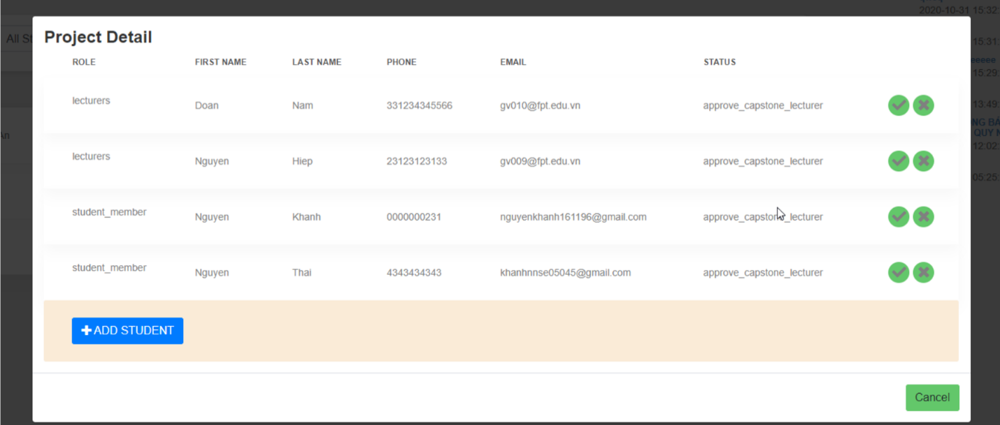 2020-10-31 15:32:
All St
Project Detail
15:31:
ROLE FIRST NAME LAST NAME PHONE EMAIL STATUS
eeeee
15:29:
lecturers Doan Nam 331234345566 gv010@fpt.edu.vn approve_capstone_lecturer
13:49:
NG BÁ
An
QUY N
12:02:
lecturers Nguyen Hiep 23123123133 gv009@fpt.edu.vn approve_capstone_lecturer
05:25:
student_member Nguyen Khanh 0000000231 nguyenkhanh161196@gmail.com approve_capstone_lecturer
student_member Nguyen Thai 4343434343 khanhnnse05045@gmail.com approve_capstone_lecturer
ADD STUDENT
Cancel